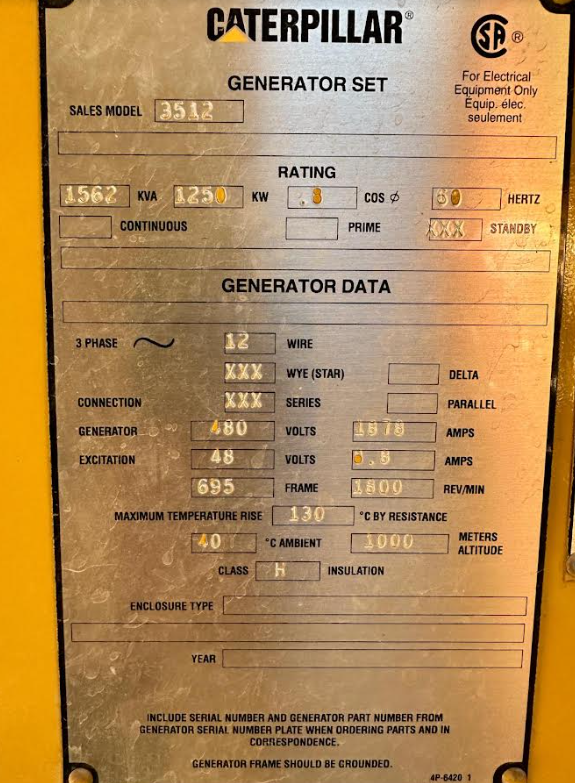 CATERPILLAR®
SA ®
For Electrical
Equipment Only
Équip. élec.
seulement
GENERATOR SET
SALES MODEL 3512
RATING
1562 KVA 1250 KW .8 COS Ø 60 HERTZ
CONTINUOUS PRIME XXX STANDBY
GENERATOR DATA
3 PHASE ~ 12 WIRE
XXX WYE (STAR) DELTA
CONNECTION XXX SERIES PARALLEL
GENERATOR 480 VOLTS AMPS
EXCITATION 48 VOLTS AMPS
695 FRAME 1800 REV/MIN
MAXIMUM TEMPERATURE RISE 130 °C BY RESISTANCE
40 °C AMBIENT 1000 METERS ALTITUDE
CLASS H INSULATION
ENCLOSURE TYPE
YEAR
INCLUDE SERIAL NUMBER AND GENERATOR PART NUMBER FROM
GENERATOR SERIAL NUMBER PLATE WHEN ORDERING PARTS AND IN
CORRESPONDENCE.
GENERATOR FRAME SHOULD BE GROUNDED.
4P-6420 1